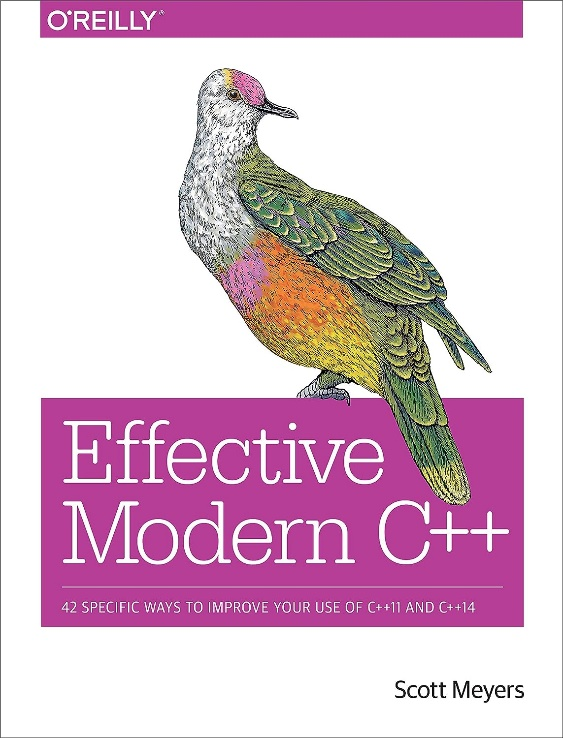 O'REILLY®
Effective
Modern C++
42 SPECIFIC WAYS TO IMPROVE YOUR USE OF C++11 AND C++14
Scott Meyers